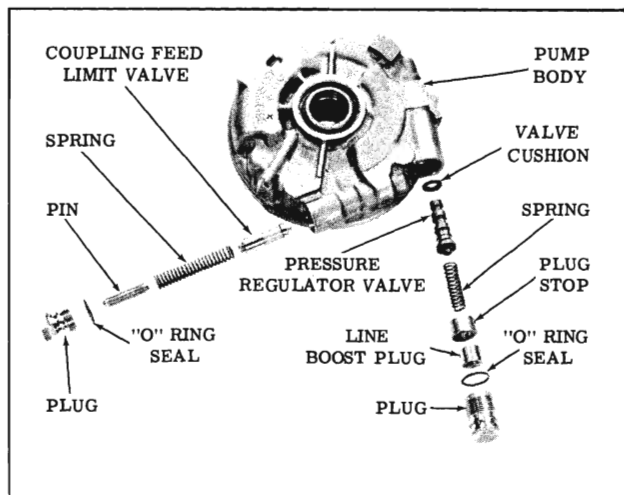 COUPLING FEED
LIMIT VALVE
PUMP
BODY
VALVE
CUSHION
SPRING
PIN
SPRING
PRESSURE
REGULATOR VALVE
PLUG
STOP
"O" RING
SEAL
LINE
BOOST PLUG
"O" RING
SEAL
PLUG
PLUG